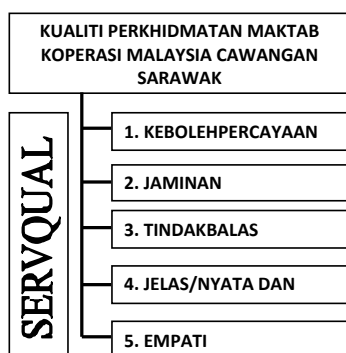 KUALITI PERKHIDMATAN MAKTAB
KOPERASI MALAYSIA CAWANGAN
SARAWAK
SERVQUAL
1. KEBOLEHPERCAYAAN
2. JAMINAN
3. TINDAKBALAS
4. JELAS/NYATA DAN
5. EMPATI